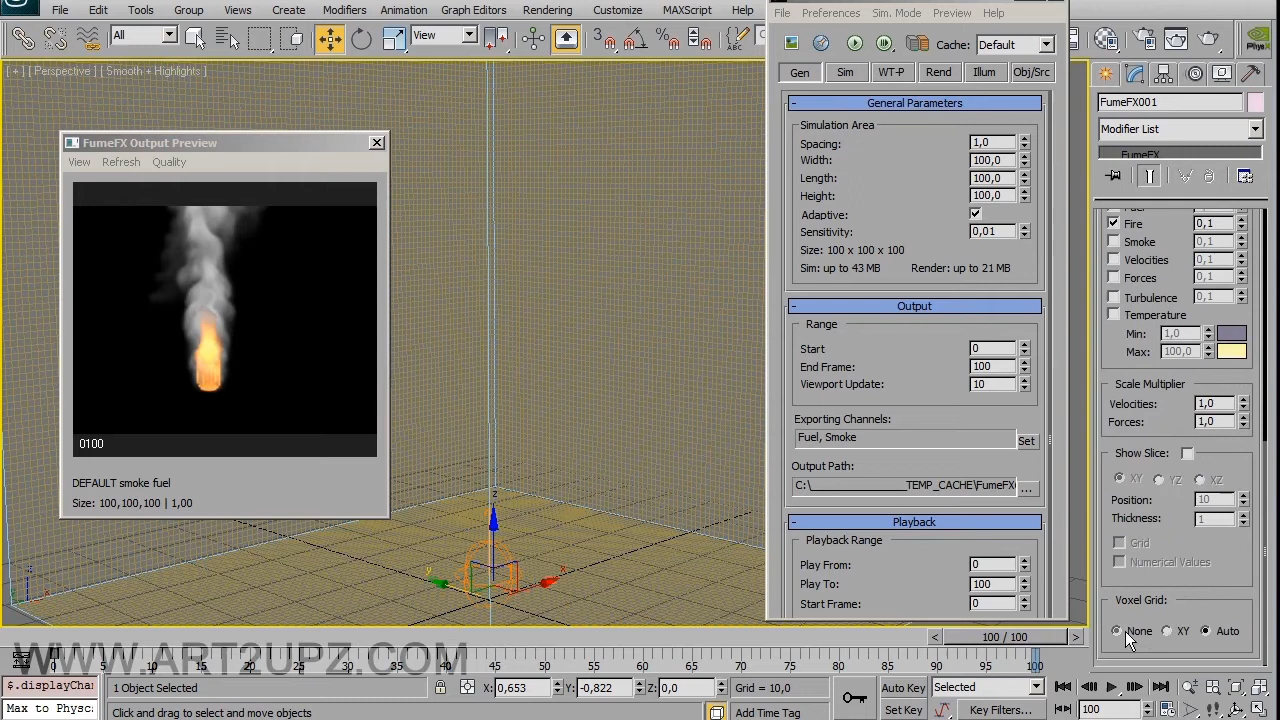 File Edit Tools Group Views Create Modifiers Animation Graph Editors Rendering Customize MAXScript Help
All View 3
[ + ] [ Perspective ] [ Smooth + Highlights ]
FumeFX Output Preview
View Refresh Quality
0100
DEFAULT smoke fuel
Size: 100,100,100 | 1,00
z
y x
z
x
File Preferences Sim. Mode Preview Help
Cache: Default
Gen Sim WT-P Rend Illum Obj/Src
- General Parameters
Simulation Area
Spacing: 1,0
Width: 100,0
Length: 100,0
Height: 100,0
Adaptive:
Sensitivity: 0,01
Size: 100 x 100 x 100
Sim: up to 43 MB Render: up to 21 MB
- Output
Range
Start 0
End Frame: 100
Viewport Update: 10
Exporting Channels:
Fuel, Smoke Set
Output Path:
C:\______________TEMP_CACHE\FumeFX ...
- Playback
Playback Range
Play From: 0
Play To: 100
Start Frame: 0
PhysX
FumeFX001
Modifier List
FumeFX
Fuel
Fire 0,1
Smoke 0,1
Velocities 0,1
Forces 0,1
Turbulence 0,1
Temperature
Min: 1,0
Max: 100,0
Scale Multiplier
Velocities: 1,0
Forces: 1,0
Show Slice:
XY YZ XZ
Position: 10
Thickness: 1
Grid
Numerical Values
Voxel Grid:
None XY Auto
< 100 / 100 >
WWW.ART2UPZ.COM
0 5 10 15 20 25 30 35 40 45 50 55 60 65 70 75 80 85 90 95 100
$.displayChar 1 Object Selected X: 0,653 Y: -0,822 Z: 0,0 Grid = 10,0 Auto Key Selected
Max to Physc Click and drag to select and move objects Add Time Tag Set Key Key Filters... 100